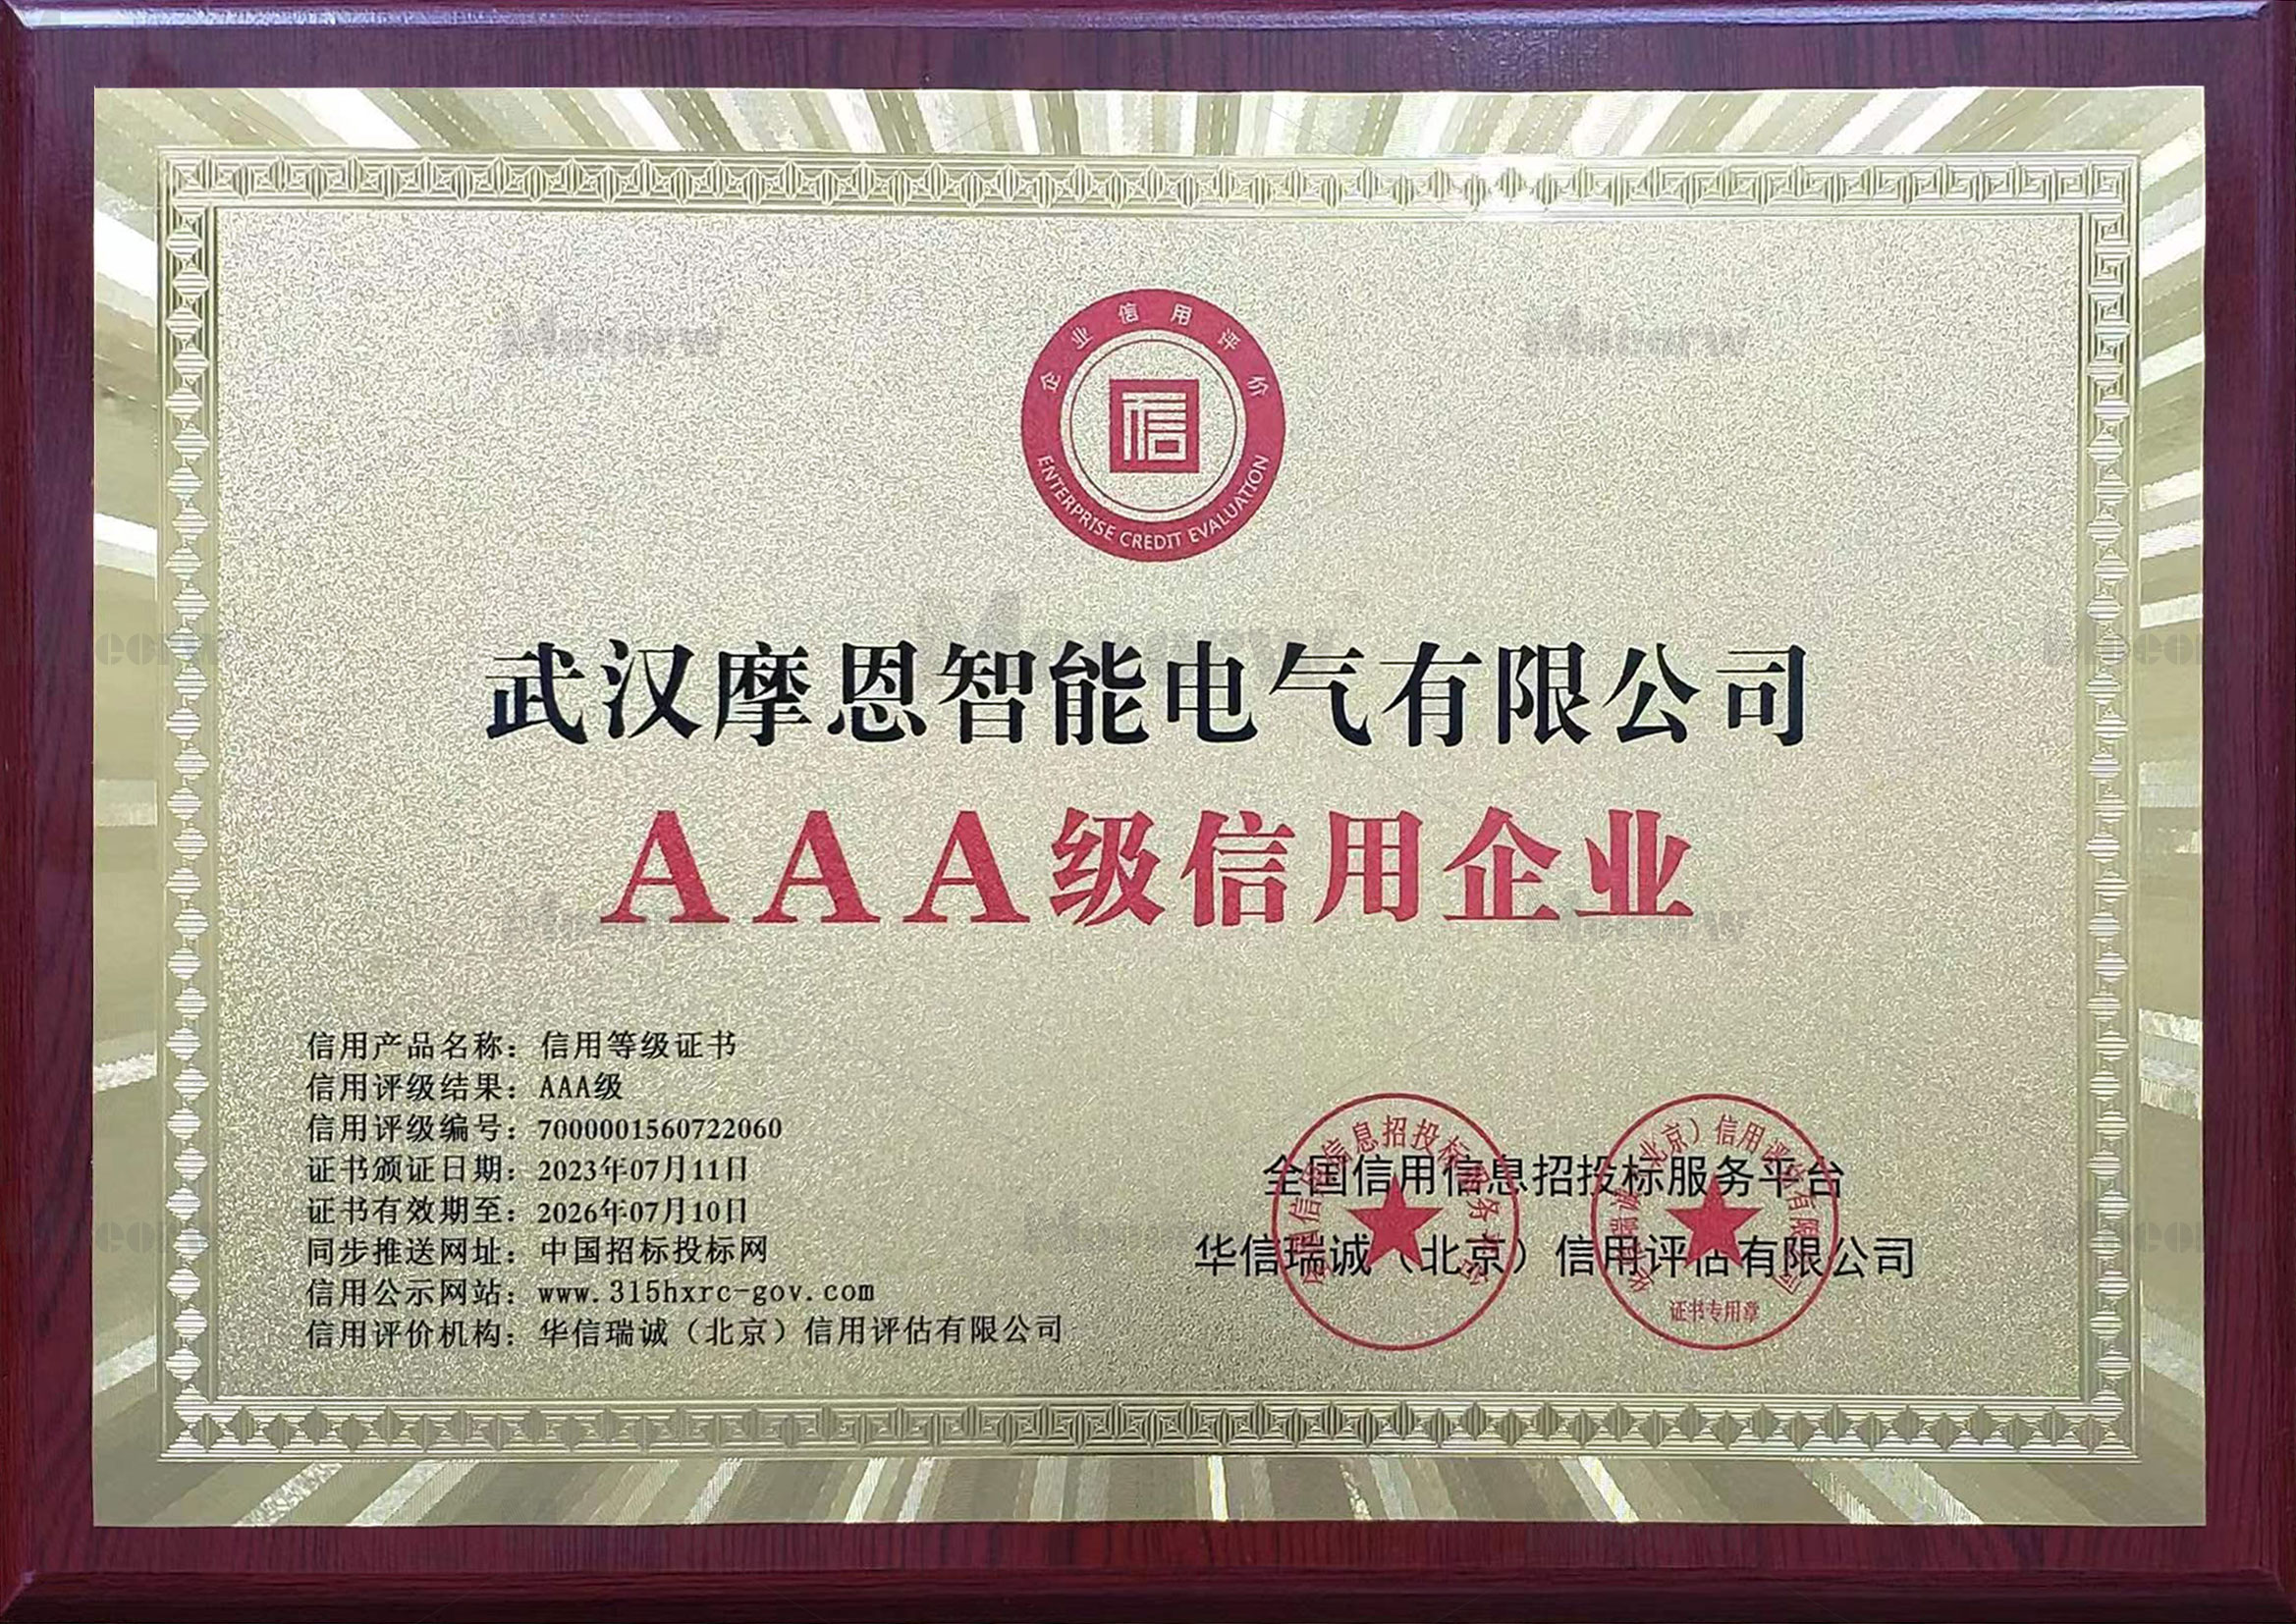 企业信用评价
信
ENTERPRISE CREDIT EVALUATION
武汉摩恩智能电气有限公司
AAA级信用企业
信用产品名称：信用等级证书
信用评级结果：AAA级
信用评级编号：7000001560722060
证书颁证日期：2023年07月11日
证书有效期至：2026年07月10日
同步推送网址：中国招标投标网
信用公示网站：www.315hxrc-gov.com
信用评价机构：华信瑞诚（北京）信用评估有限公司
全国信用信息招投标服务平台
华信瑞诚（北京）信用评估有限公司
证书专用章